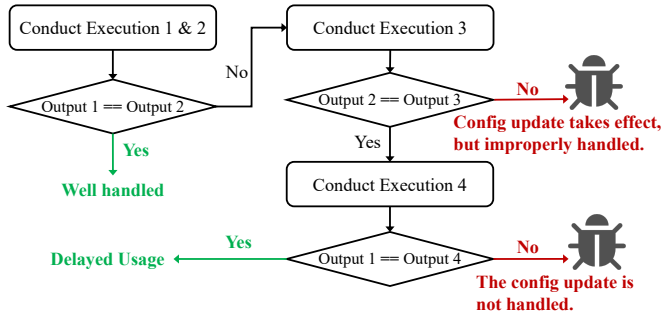 Conduct Execution 1 & 2
Conduct Execution 3
No
Output 1 == Output 2
Output 2 == Output 3
No
Config update takes effect,
but improperly handled.
Yes
Yes
Well handled
Conduct Execution 4
Yes
No
Delayed Usage
Output 1 == Output 4
The config update is
not handled.